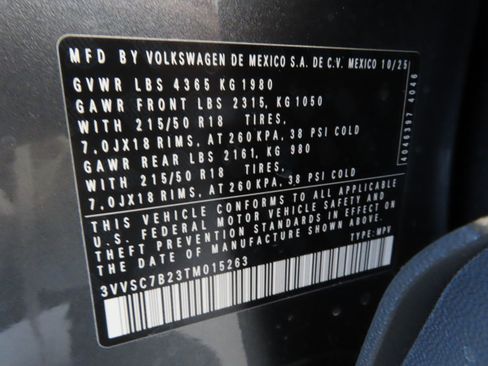 MFD BY VOLKSWAGEN DE MEXICO S.A. DE C.V. MEXICO 10/25
GVWR LBS 4365 KG 1980
GAWR FRONT LBS 2315, KG 1050
WITH 215/50 R18 TIRES,
7.0JX18 RIMS, AT 260 KPA, 38 PSI COLD
GAWR REAR LBS 2161, KG 980
WITH 215/50 R18 TIRES,
7.0JX18 RIMS, AT 260 KPA, 38 PSI COLD
THIS VEHICLE CONFORMS TO ALL APPLICABLE
U.S. FEDERAL MOTOR VEHICLE SAFETY AND
THEFT PREVENTION STANDARDS IN EFFECT ON
THE DATE OF MANUFACTURE SHOWN ABOVE.
3VVSC7B23TM015263 TYPE: MPV
4046397 4046